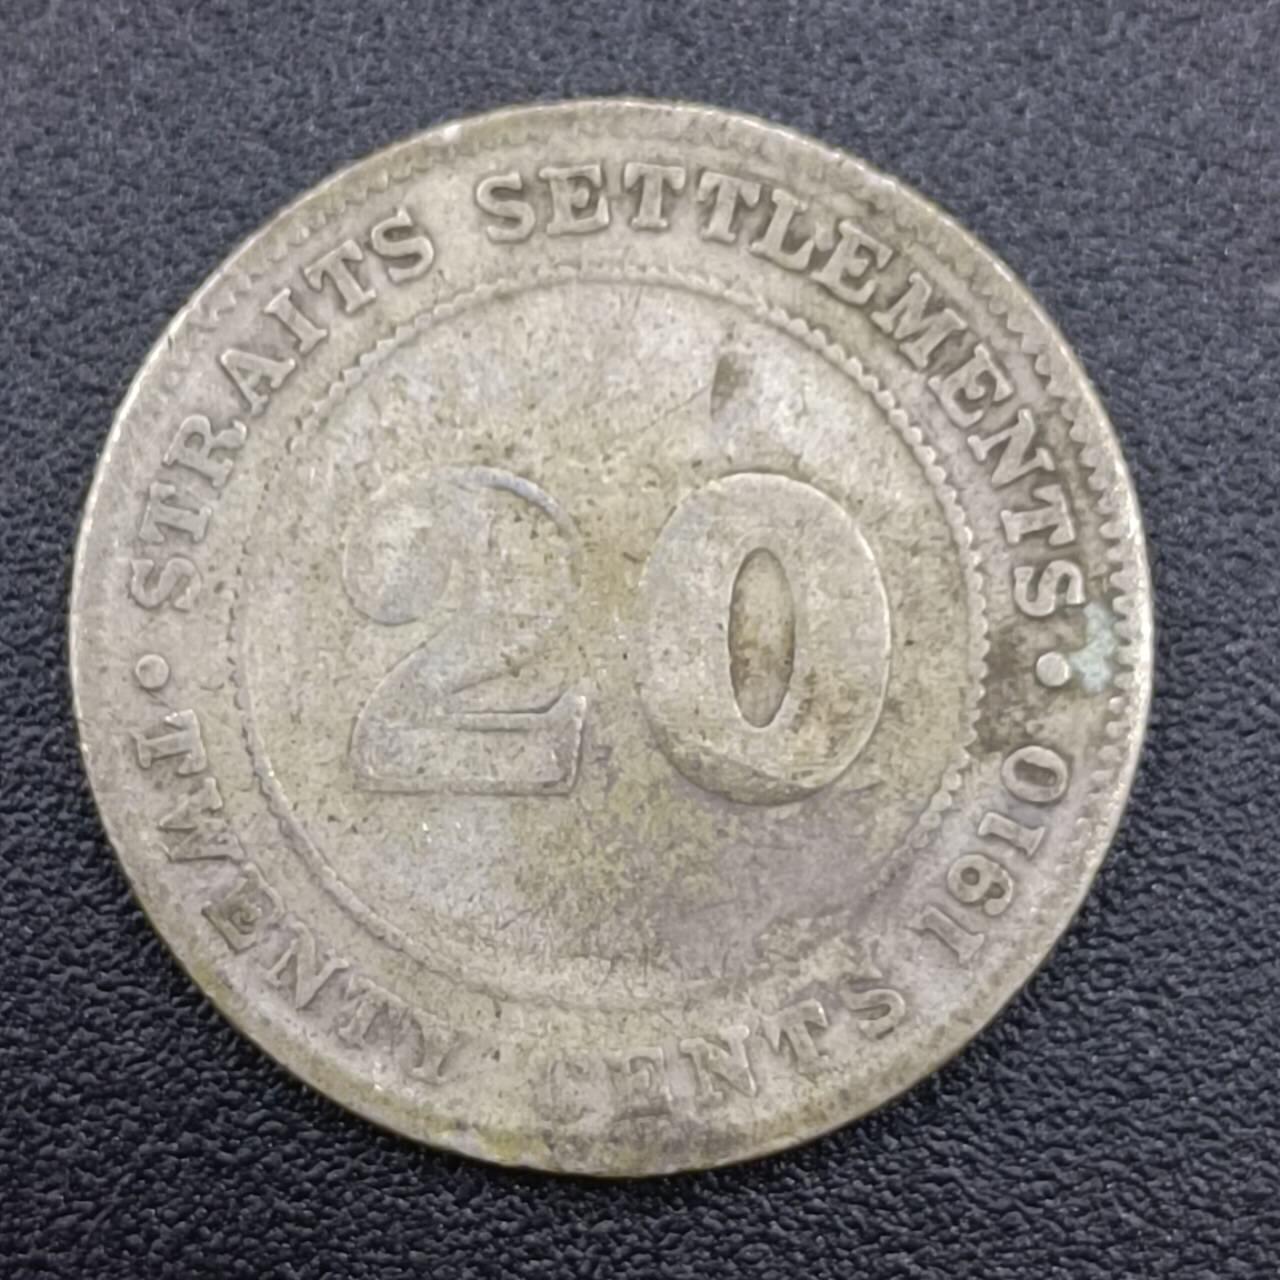 · STRAITS SETTLEMENTS ·
20
TWENTY CENTS 1910